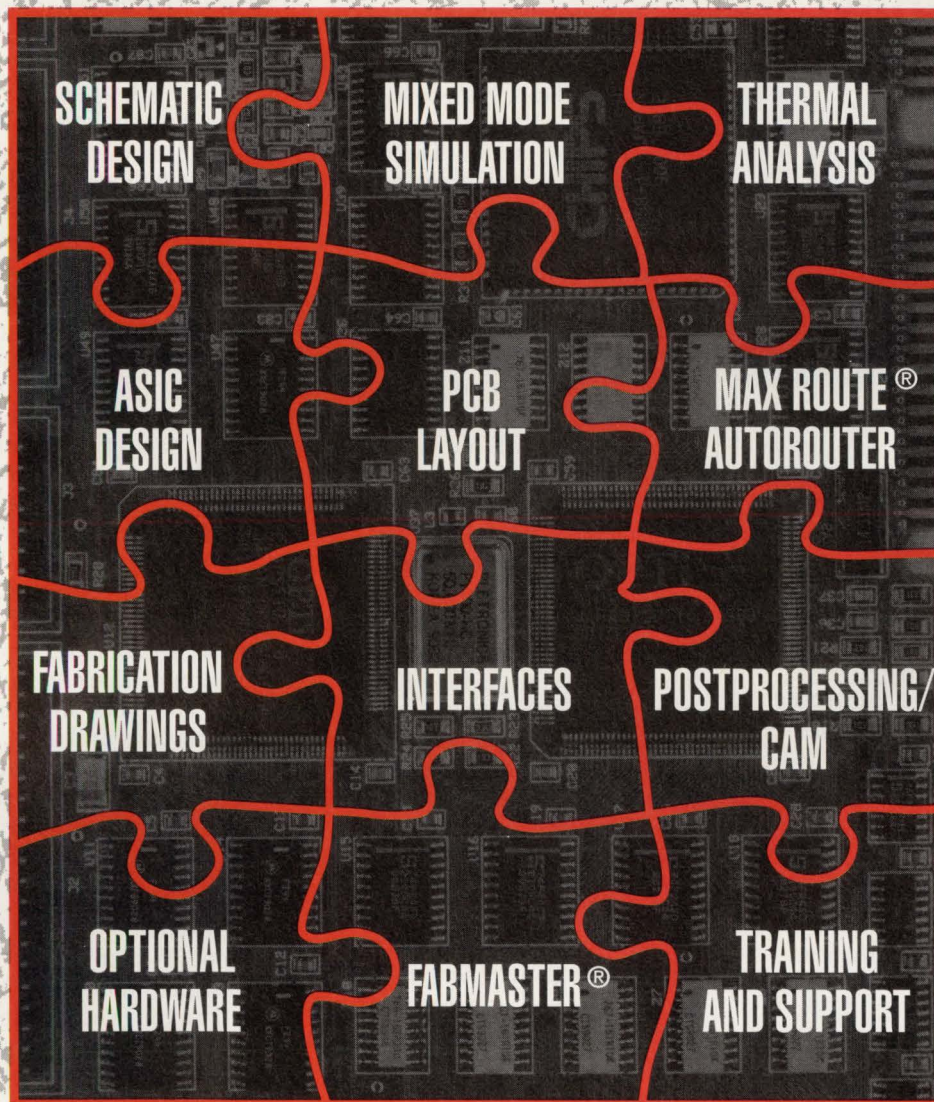 SCHEMATIC
DESIGN
MIXED MODE
SIMULATION
THERMAL
ANALYSIS
ASIC
DESIGN
PCB
LAYOUT
MAX ROUTE®
AUTOROUTER
FABRICATION
DRAWINGS
INTERFACES
POSTPROCESSING/
CAM
OPTIONAL
HARDWARE
FABMASTER®
TRAINING
AND SUPPORT